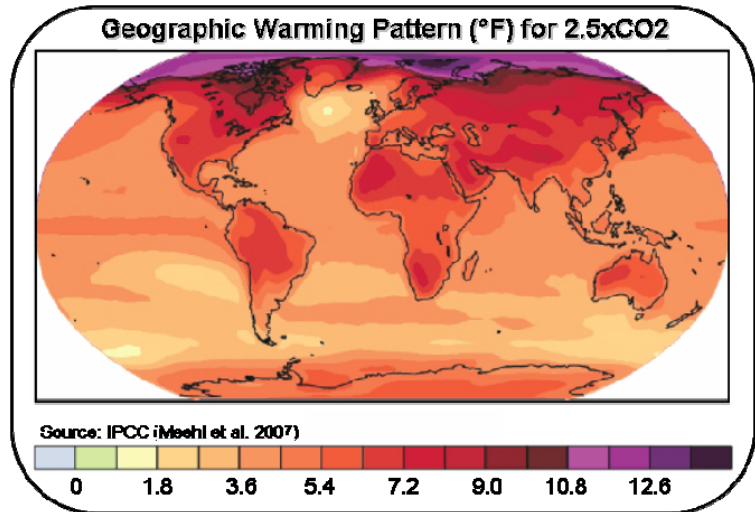 Geographic Warming Pattern (°F) for 2.5xCO2
Source: IPCC (Meehl et al. 2007)
0 1.8 3.6 5.4 7.2 9.0 10.8 12.6